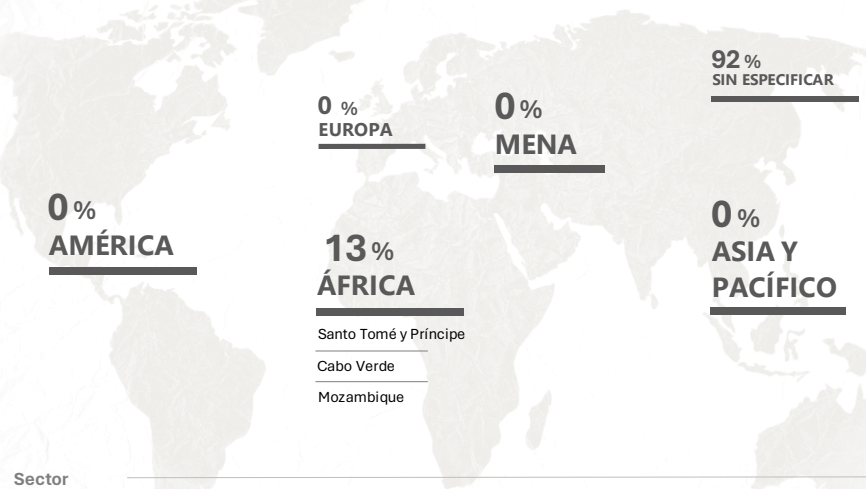 92 %
SIN ESPECIFICAR
0 %
EUROPA
0 %
MENA
0 %
AMÉRICA
13 %
ÁFRICA
Santo Tomé y Príncipe
Cabo Verde
Mozambique
0 %
ASIA Y
PACÍFICO
Sector